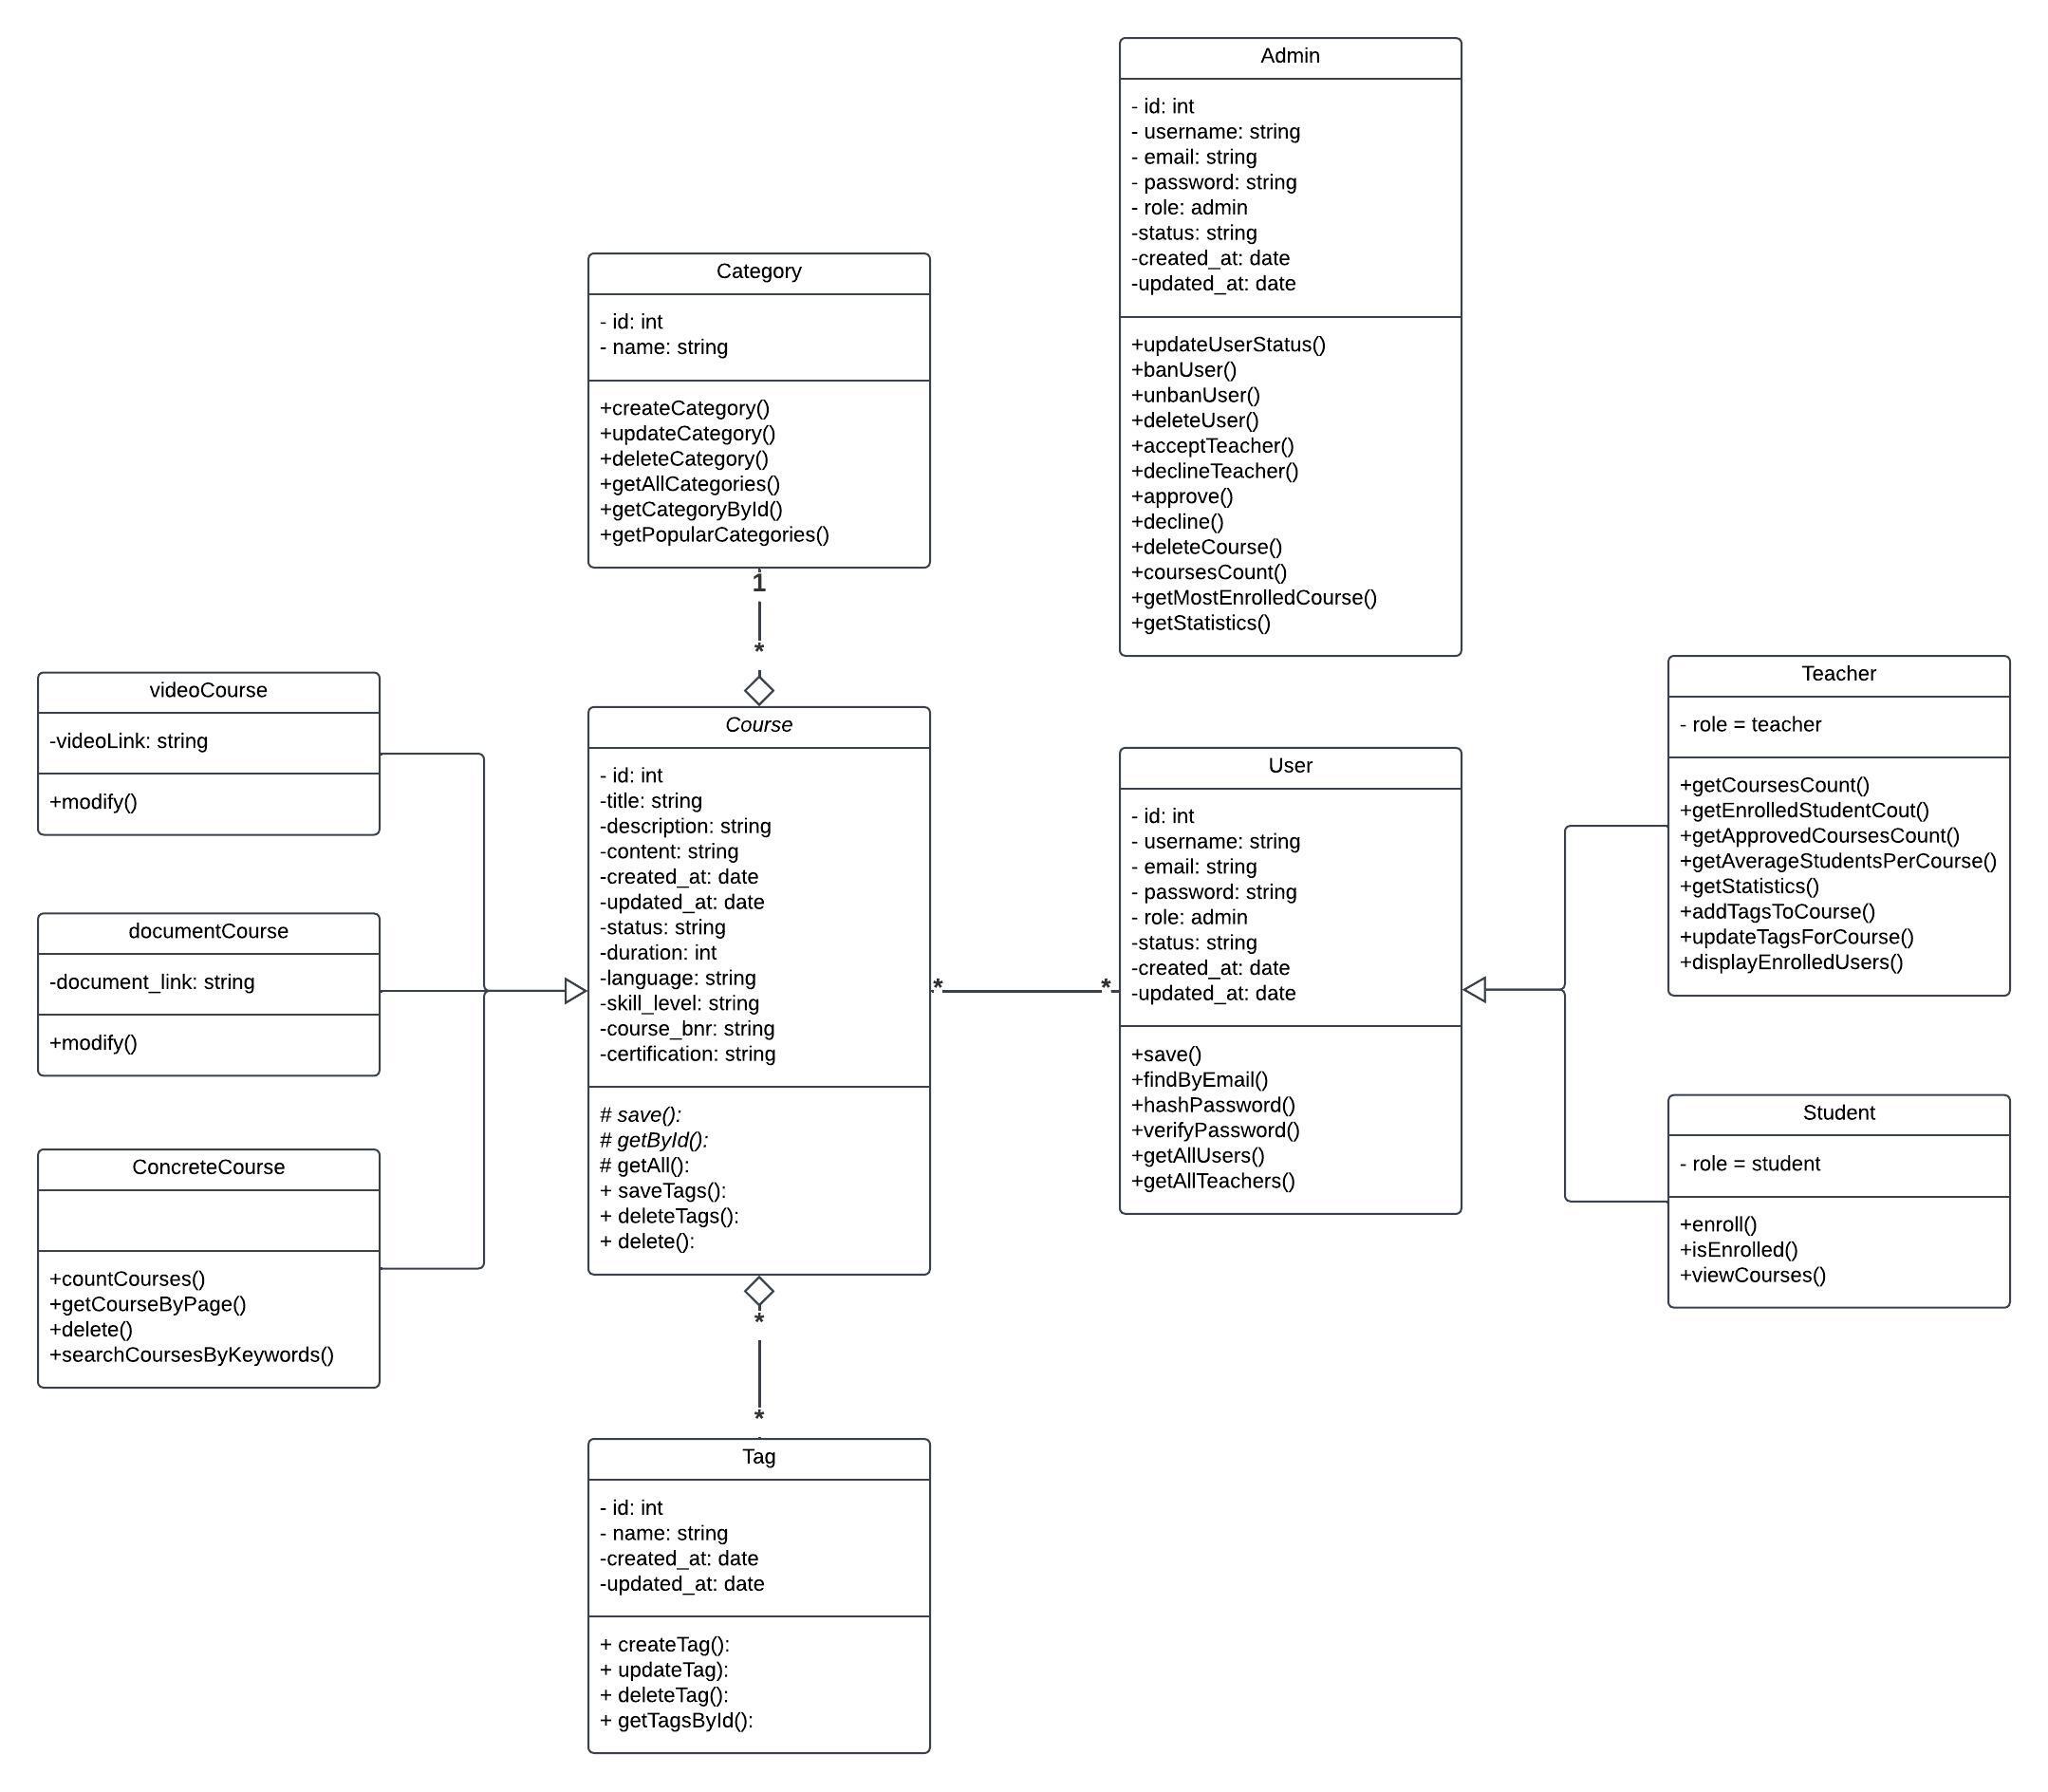 Admin
- id: int
- username: string
- email: string
- password: string
- role: admin
-status: string
-created_at: date
-updated_at: date
+updateUserStatus()
+banUser()
+unbanUser()
+deleteUser()
+acceptTeacher()
+declineTeacher()
+approve()
+decline()
+deleteCourse()
+coursesCount()
+getMostEnrolledCourse()
+getStatistics()
Category
- id: int
- name: string
+createCategory()
+updateCategory()
+deleteCategory()
+getAllCategories()
+getCategoryById()
+getPopularCategories()
1
*
videoCourse
-videoLink: string
+modify()
documentCourse
-document_link: string
+modify()
ConcreteCourse
+countCourses()
+getCourseByPage()
+delete()
+searchCoursesByKeywords()
Course
- id: int
-title: string
-description: string
-content: string
-created_at: date
-updated_at: date
-status: string
-duration: int
-language: string
-skill_level: string
-course_bnr: string
-certification: string
# save():
# getById():
# getAll():
+ saveTags():
+ deleteTags():
+ delete():
* *
User
- id: int
- username: string
- email: string
- password: string
- role: admin
-status: string
-created_at: date
-updated_at: date
+save()
+findByEmail()
+hashPassword()
+verifyPassword()
+getAllUsers()
+getAllTeachers()
Teacher
- role = teacher
+getCoursesCount()
+getEnrolledStudentCout()
+getApprovedCoursesCount()
+getAverageStudentsPerCourse()
+getStatistics()
+addTagsToCourse()
+updateTagsForCourse()
+displayEnrolledUsers()
Student
- role = student
+enroll()
+isEnrolled()
+viewCourses()
*
*
Tag
- id: int
- name: string
-created_at: date
-updated_at: date
+ createTag():
+ updateTag):
+ deleteTag():
+ getTagsById():